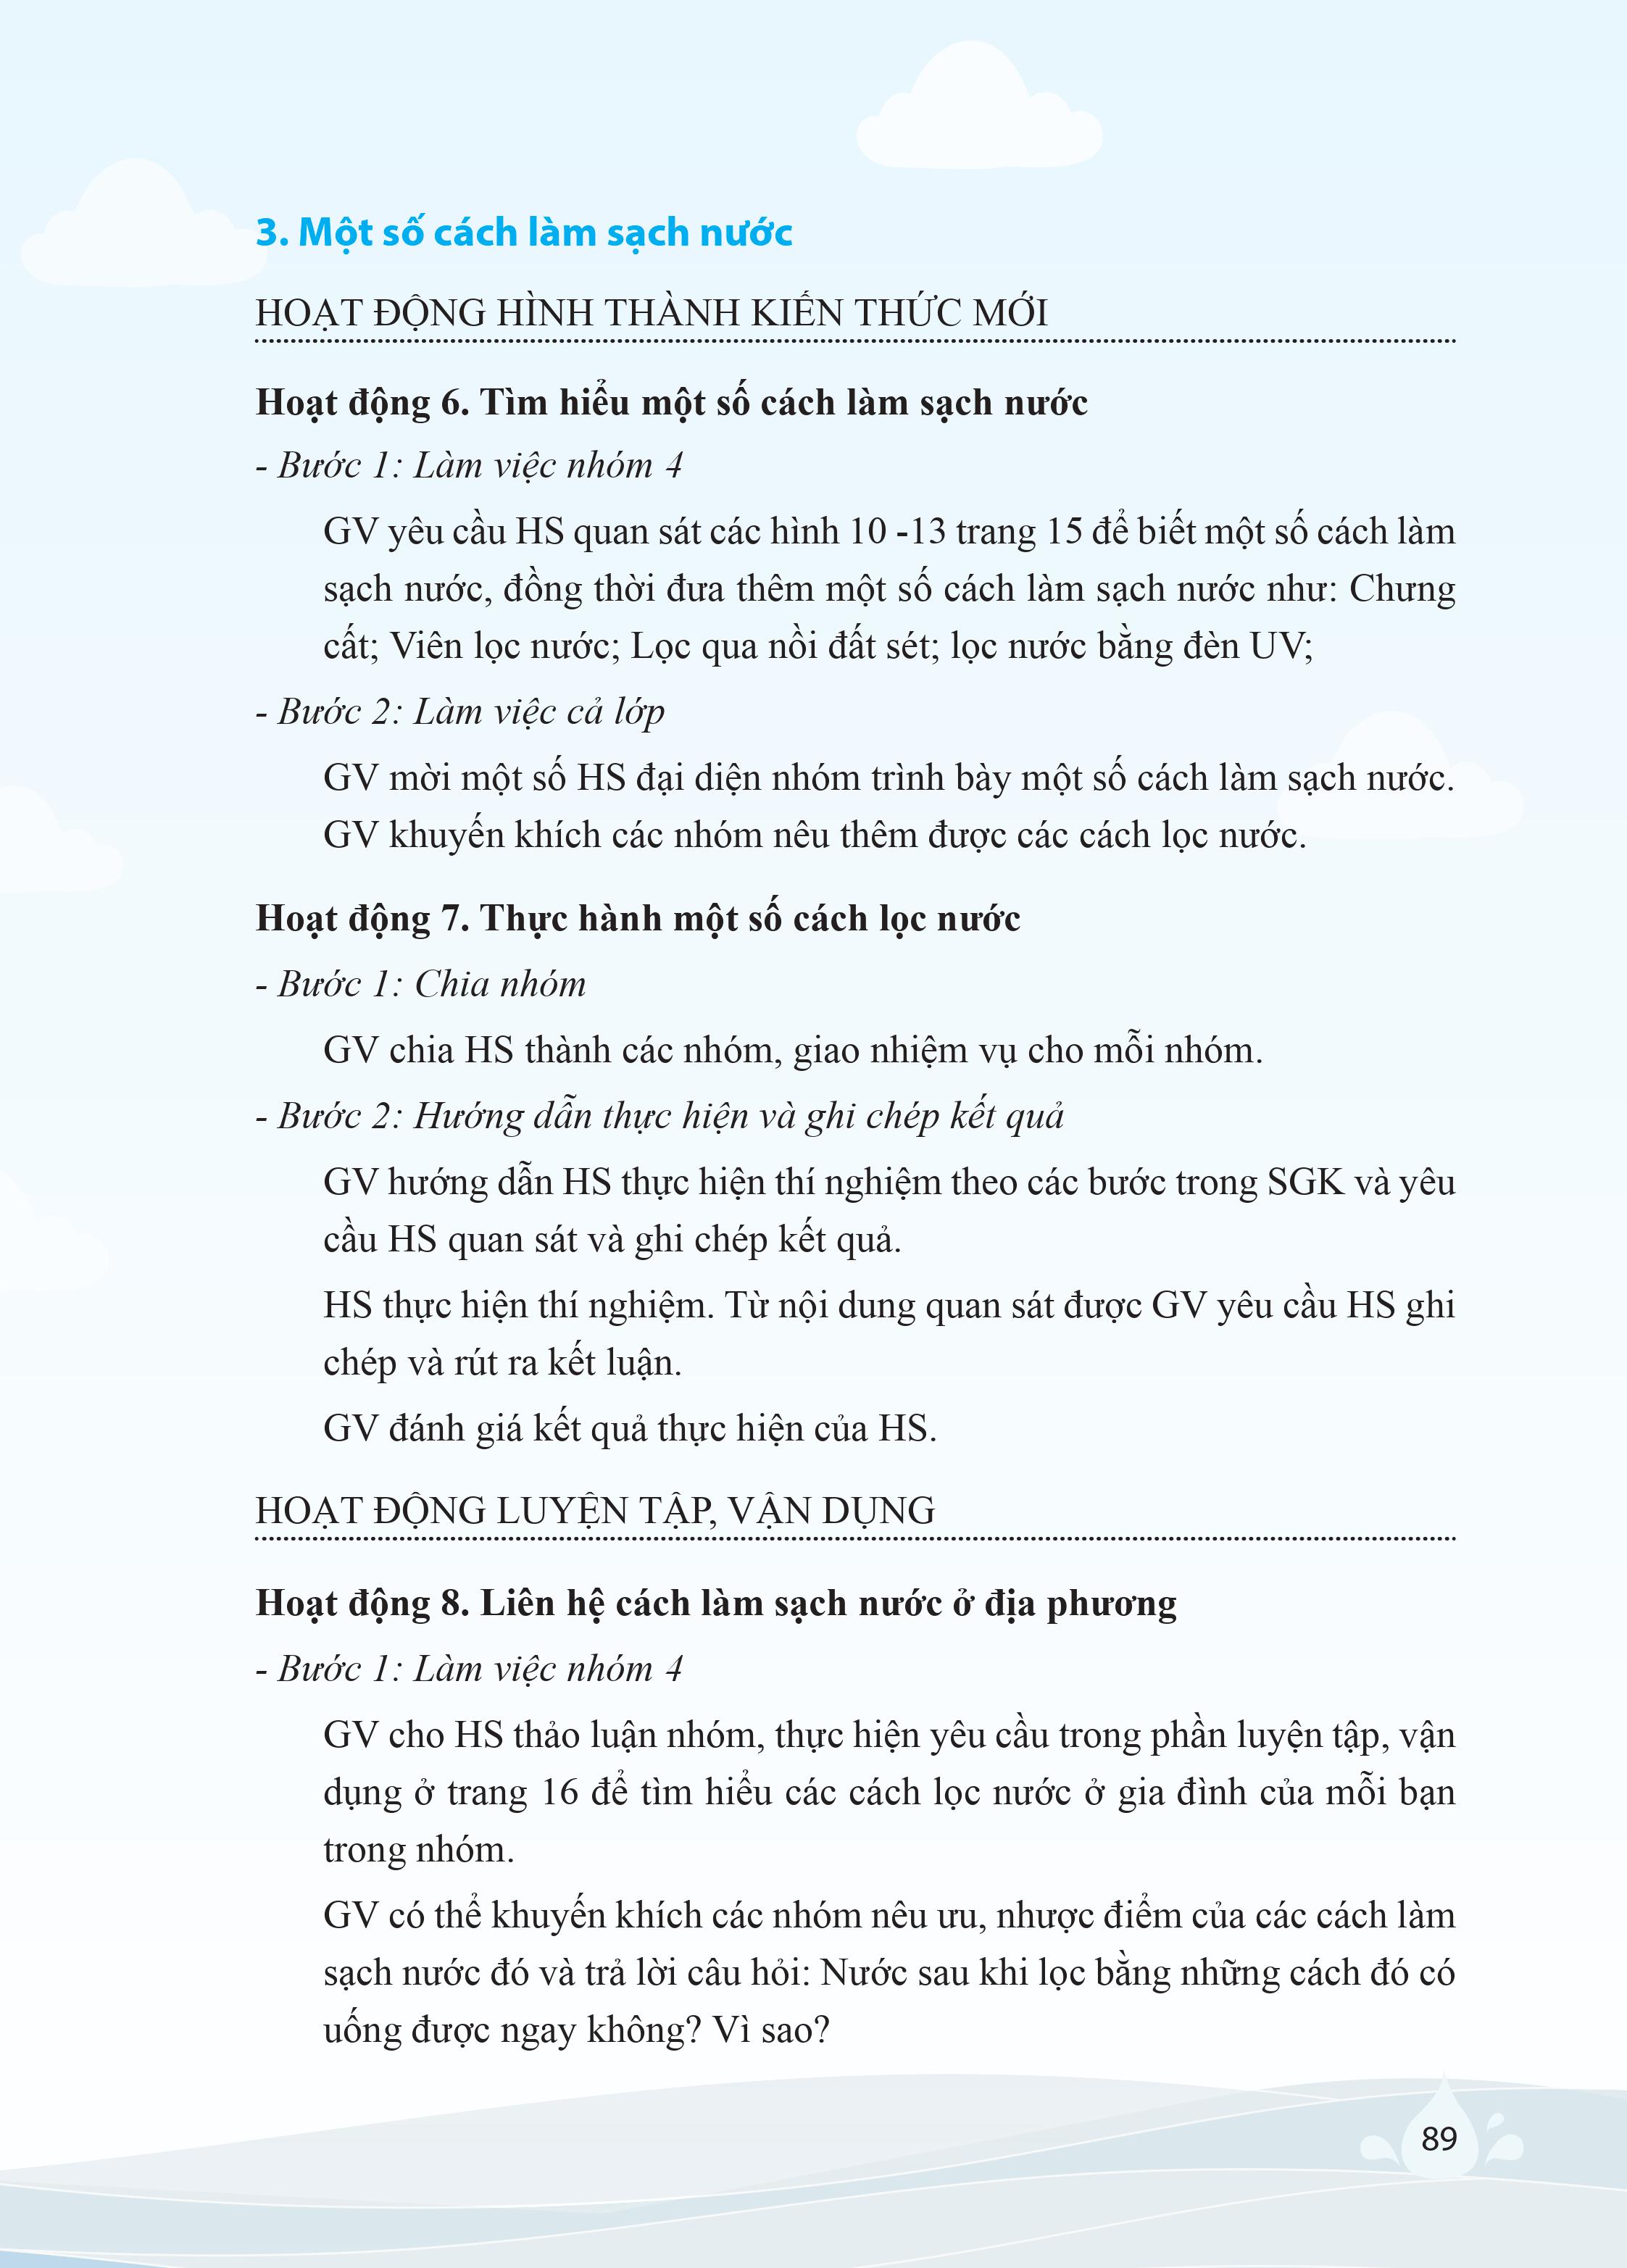 3. Một số cách làm sạch nước
HOẠT ĐỘNG HÌNH THÀNH KIẾN THỨC MỚI
Hoạt động 6. Tìm hiểu một số cách làm sạch nước
- Bước 1: Làm việc nhóm 4
GV yêu cầu HS quan sát các hình 10 -13 trang 15 để biết một số cách làm
sạch nước, đồng thời đưa thêm một số cách làm sạch nước như: Chưng
cất; Viên lọc nước; Lọc qua nồi đất sét; lọc nước bằng đèn UV;
- Bước 2: Làm việc cả lớp
GV mời một số HS đại diện nhóm trình bày một số cách làm sạch nước.
GV khuyến khích các nhóm nêu thêm được các cách lọc nước.
Hoạt động 7. Thực hành một số cách lọc nước
- Bước 1: Chia nhóm
GV chia HS thành các nhóm, giao nhiệm vụ cho mỗi nhóm.
- Bước 2: Hướng dẫn thực hiện và ghi chép kết quả
GV hướng dẫn HS thực hiện thí nghiệm theo các bước trong SGK và yêu
cầu HS quan sát và ghi chép kết quả.
HS thực hiện thí nghiệm. Từ nội dung quan sát được GV yêu cầu HS ghi
chép và rút ra kết luận.
GV đánh giá kết quả thực hiện của HS.
HOẠT ĐỘNG LUYỆN TẬP, VẬN DỤNG
Hoạt động 8. Liên hệ cách làm sạch nước ở địa phương
- Bước 1: Làm việc nhóm 4
GV cho HS thảo luận nhóm, thực hiện yêu cầu trong phần luyện tập, vận
dụng ở trang 16 để tìm hiểu các cách lọc nước ở gia đình của mỗi bạn
trong nhóm.
GV có thể khuyến khích các nhóm nêu ưu, nhược điểm của các cách làm
sạch nước đó và trả lời câu hỏi: Nước sau khi lọc bằng những cách đó có
uống được ngay không? Vì sao?
89